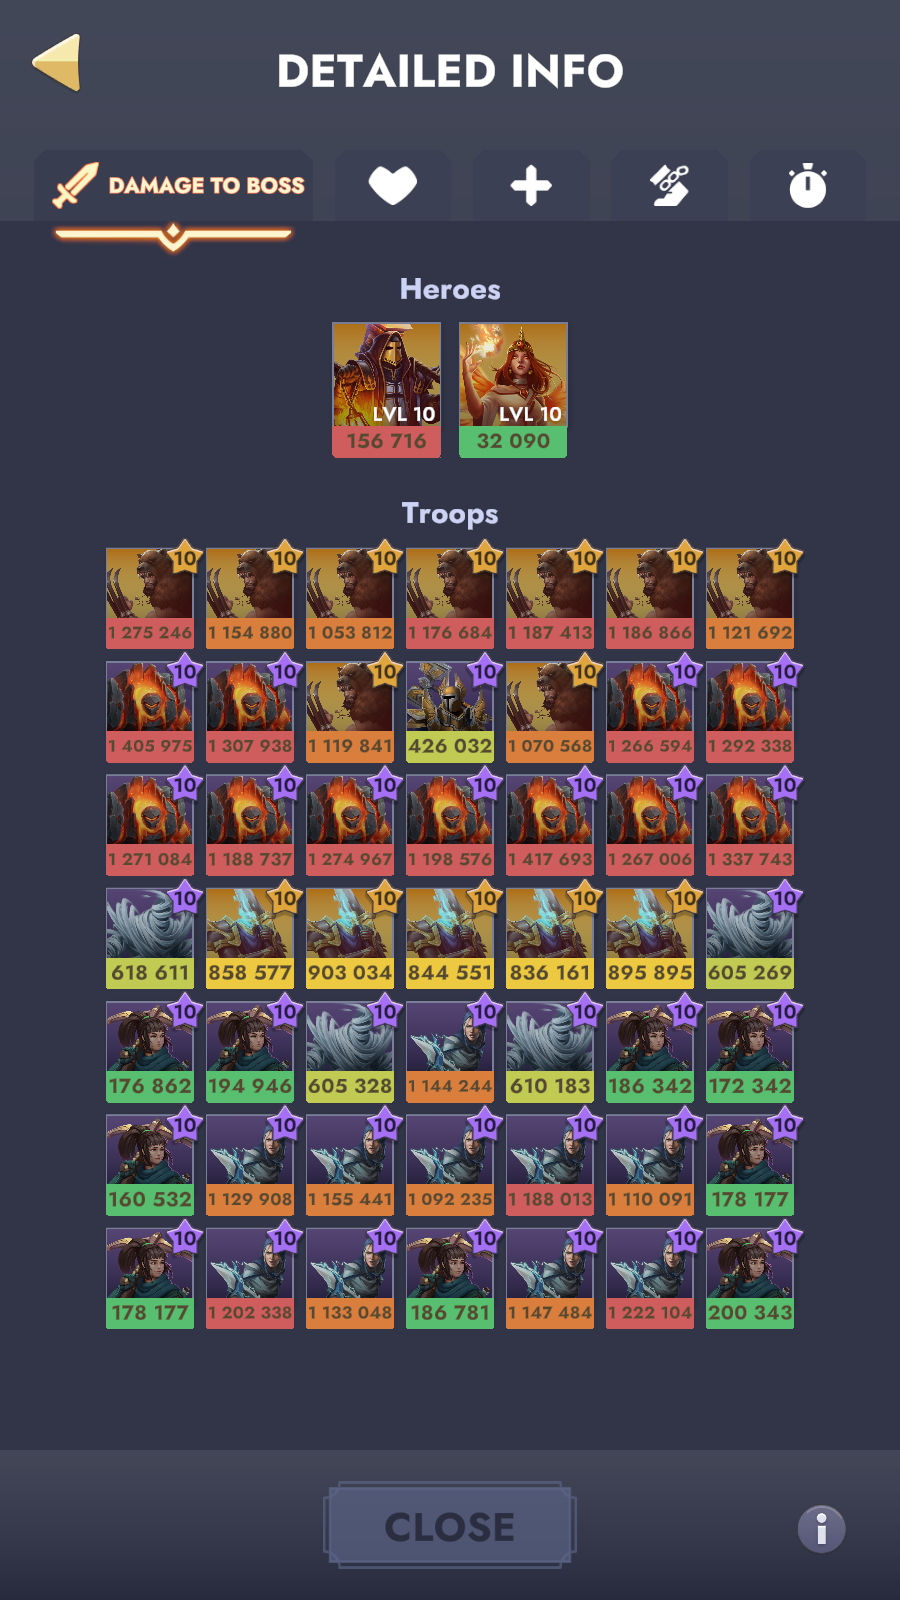 DETAILED INFO
DAMAGE TO BOSS
Heroes
LVL 10 LVL 10
156 716 32 090
Troops
10 10 10 10 10 10 10
1 275 246 1 154 880 1 053 812 1 176 684 1 187 413 1 186 866 1 121 692
10 10 10 10 10 10 10
1 405 975 1 307 938 1 119 841 426 032 1 070 568 1 266 594 1 292 338
10 10 10 10 10 10 10
1 271 084 1 188 737 1 274 967 1 198 576 1 417 693 1 267 006 1 337 743
10 10 10 10 10 10 10
618 611 858 577 903 034 844 551 836 161 895 895 605 269
10 10 10 10 10 10 10
176 862 194 946 605 328 1 144 244 610 183 186 342 172 342
10 10 10 10 10 10 10
160 532 1 129 908 1 155 441 1 092 235 1 188 013 1 110 091 178 177
10 10 10 10 10 10 10
178 177 1 202 338 1 133 048 186 781 1 147 484 1 222 104 200 343
CLOSE
i